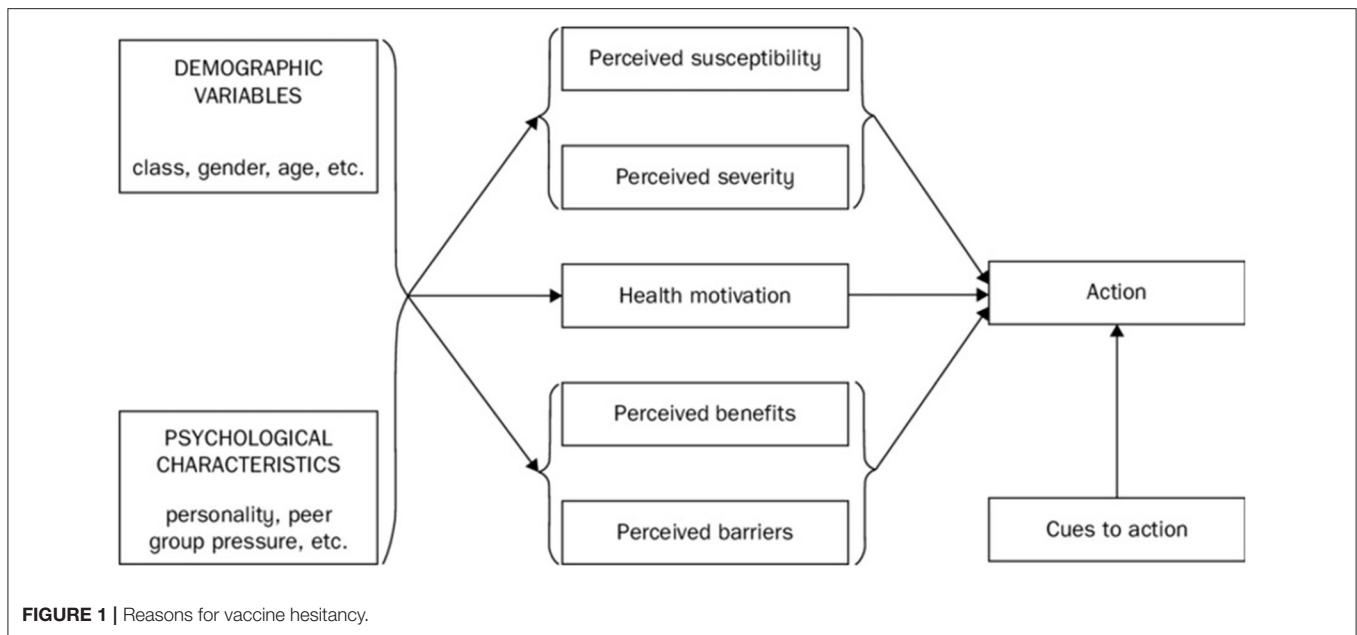 DEMOGRAPHIC
VARIABLES
class, gender, age, etc.
PSYCHOLOGICAL
CHARACTERISTICS
personality, peer
group pressure, etc.
Perceived susceptibility
Perceived severity
Health motivation
Perceived benefits
Perceived barriers
Action
Cues to action
FIGURE 1 | Reasons for vaccine hesitancy.